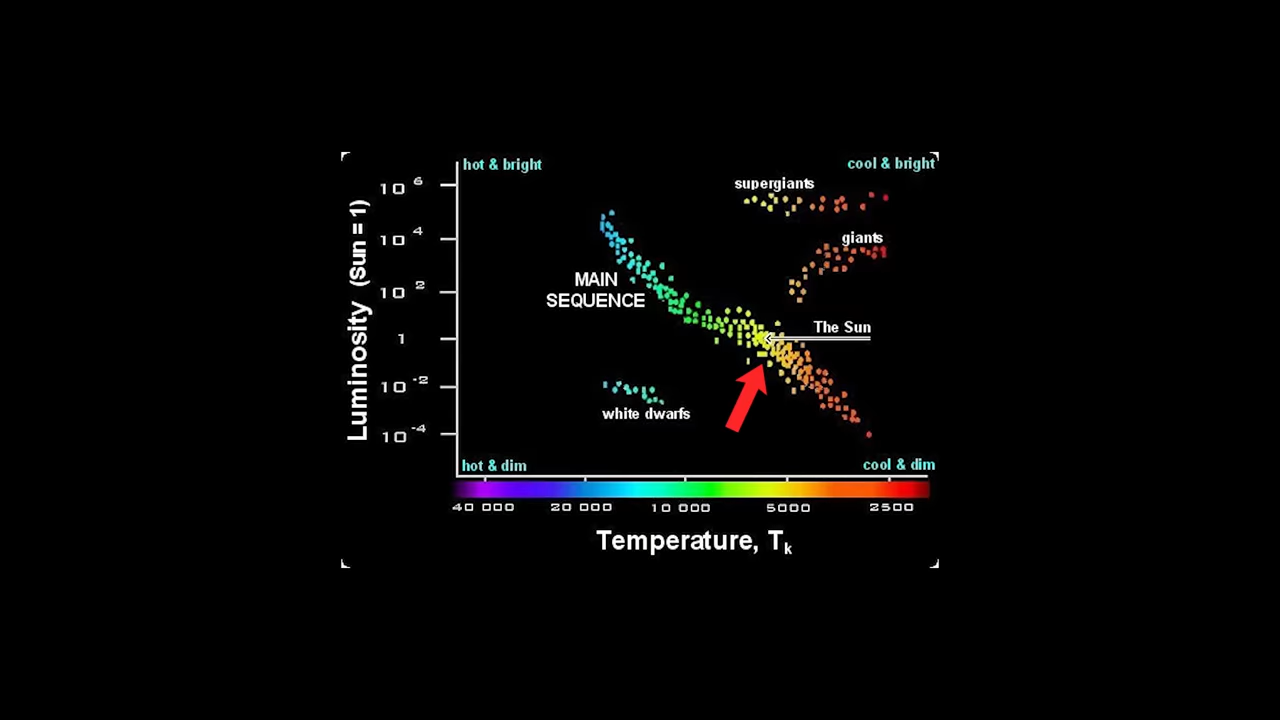 hot & bright
cool & bright
supergiants
giants
MAIN
SEQUENCE
The Sun
white dwarfs
hot & dim
cool & dim
Luminosity (Sun = 1)
10 6
10 4
10 2
1
10 -2
10 -4
40 000 20 000 10 000 5000 2500
Temperature, Tk